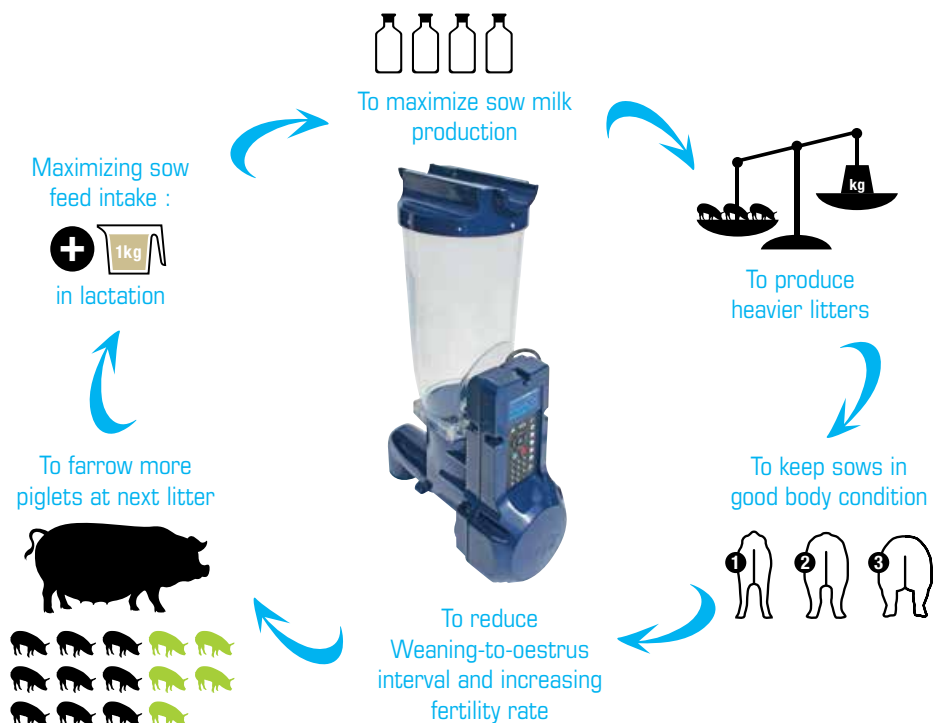 To maximize sow milk
production
Maximizing sow
feed intake :
+
1kg
in lactation
kg
To produce
heavier litters
To keep sows in
good body condition
1
2
3
To reduce
Weaning-to-oestrus
interval and increasing
fertility rate
To farrow more
piglets at next litter